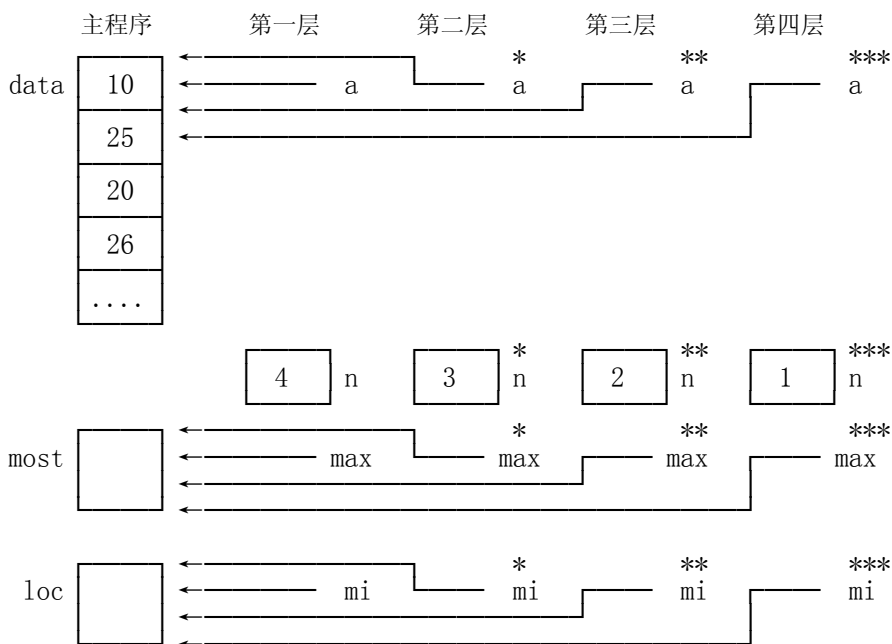 主程序 第一层 第二层 第三层 第四层
* ** ***
data 10 a a a a
25
20
26
....
* ** ***
4 n 3 n 2 n 1 n
* ** ***
most max max max max
* ** ***
loc mi mi mi mi